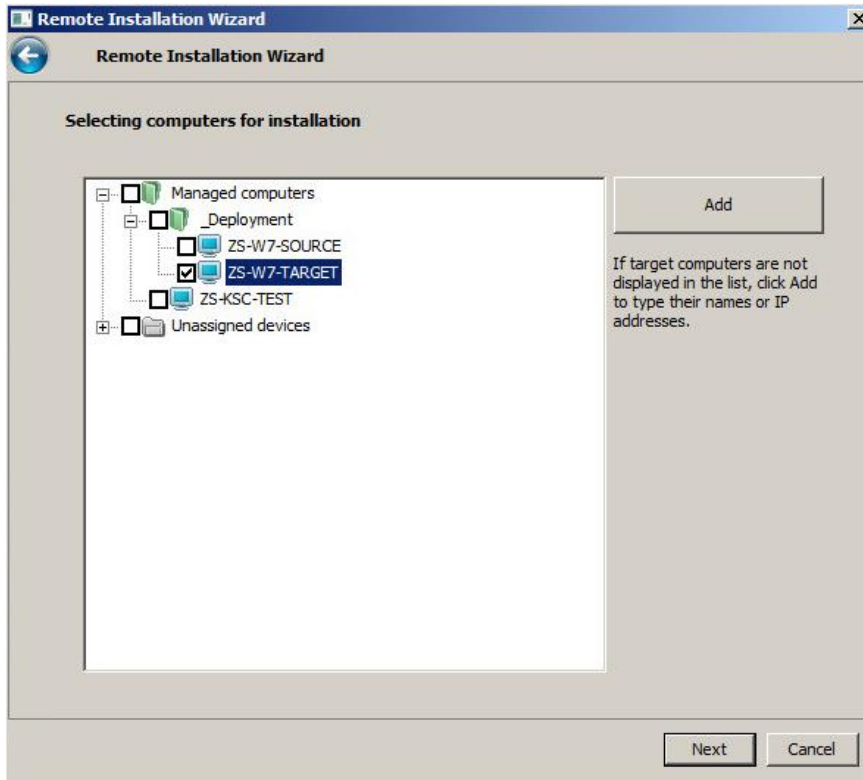 Remote Installation Wizard
Remote Installation Wizard
Selecting computers for installation
Managed computers
_Deployment
ZS-W7-SOURCE
ZS-W7-TARGET
ZS-KSC-TEST
Unassigned devices
Add
If target computers are not
displayed in the list, click Add
to type their names or IP
addresses.
Next
Cancel